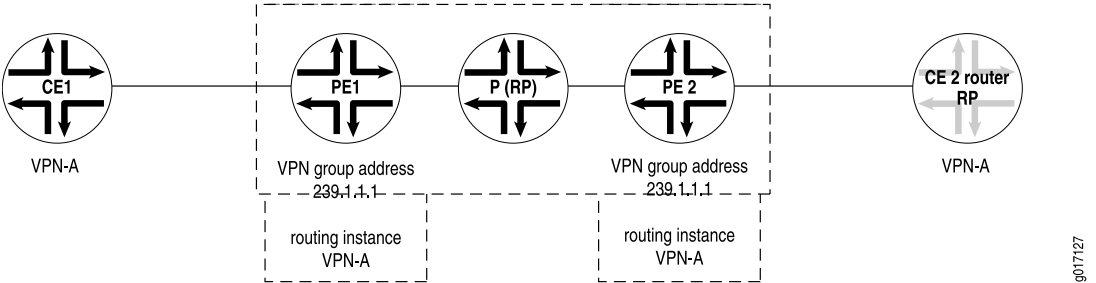 CE1
PE1
P (RP)
PE 2
CE 2 router
RP
VPN-A
VPN group address
239.1.1.1
VPN group address
239.1.1.1
VPN-A
routing instance
VPN-A
routing instance
VPN-A
g017127